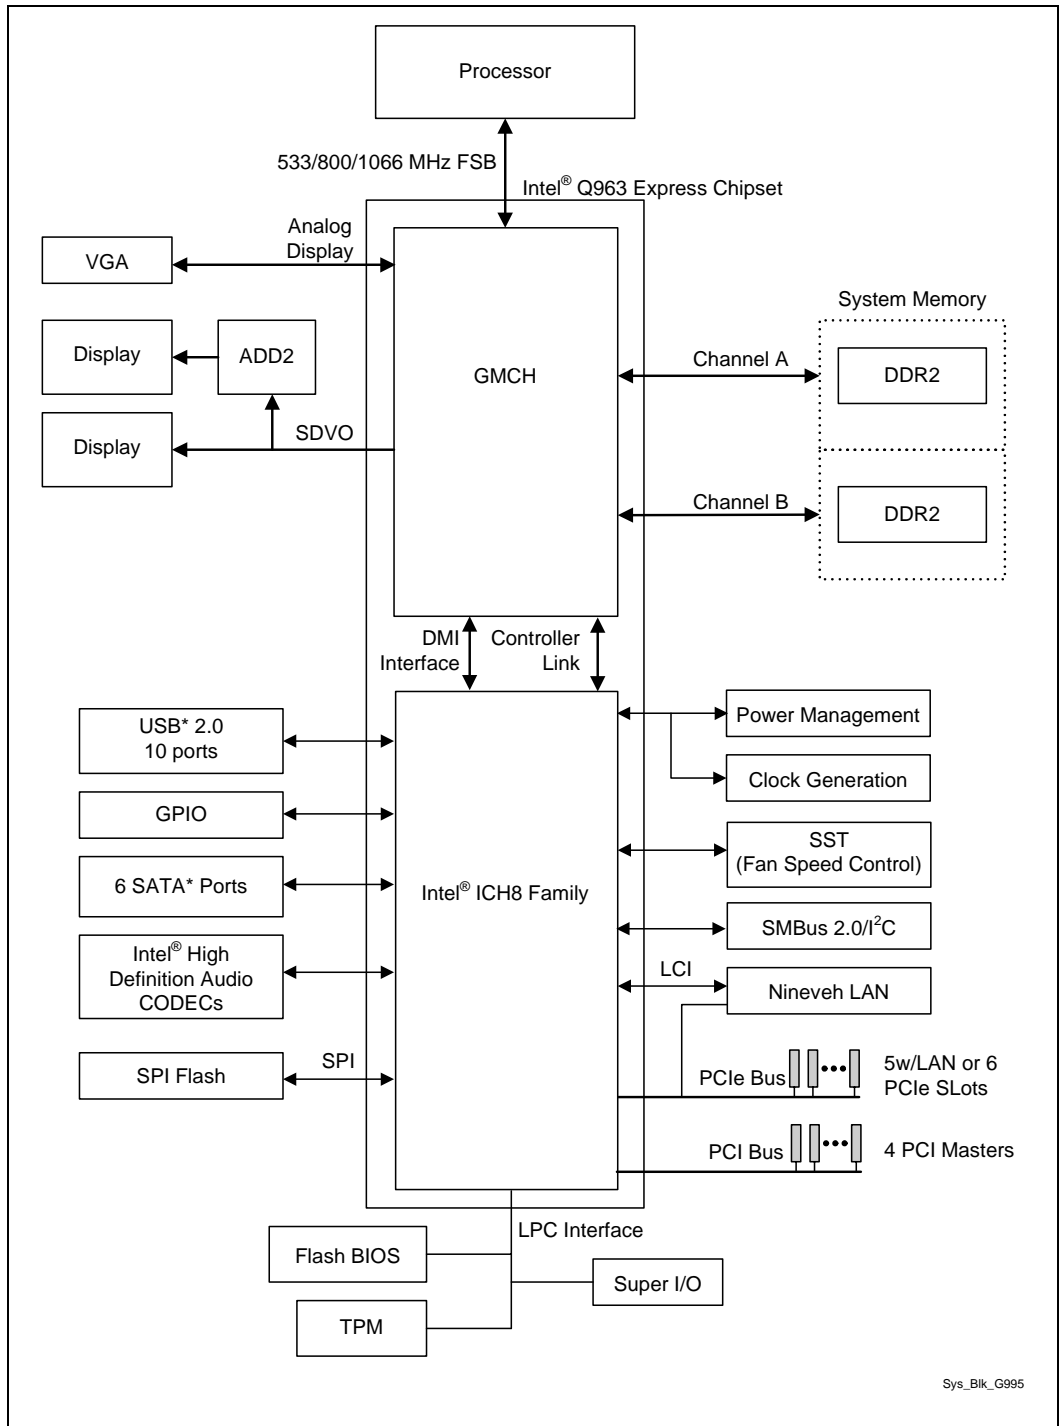 Processor
533/800/1066 MHz FSB
Intel® Q963 Express Chipset
Analog
Display
VGA
System Memory
Display
ADD2
GMCH
Channel A
DDR2
Display
SDVO
Channel B
DDR2
DMI
Interface
Controller
Link
USB* 2.0
10 ports
Power Management
GPIO
Clock Generation
SST
(Fan Speed Control)
6 SATA* Ports
Intel® ICH8 Family
SMBus 2.0/I²C
Intel® High
Definition Audio
CODECs
LCI
Nineveh LAN
SPI Flash
SPI
PCIe Bus
5w/LAN or 6
PCIe SLots
PCI Bus
4 PCI Masters
LPC Interface
Flash BIOS
Super I/O
TPM
Sys_Blk_G995